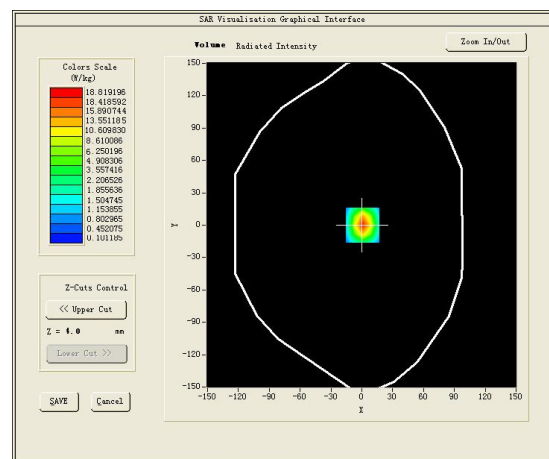 SAR Visualisation Graphical Interface
Volume Radiated Intensity
Zoom In/Out
Colors Scale
(W/kg)
18.819196
18.418592
15.890744
13.551185
10.609830
8.610086
6.250196
4.908306
3.557416
2.206526
1.855636
1.504745
1.153855
0.802965
0.452075
0.101185
Z-Cuts Control
<< Upper Cut
Z = 4.0 mm
Lower Cut >>
SAVE
Cancel
150
120
90
60
30
0
-30
-60
-90
-120
-150
Y
-150 -120 -90 -60 -30 0 30 60 90 120 150
X